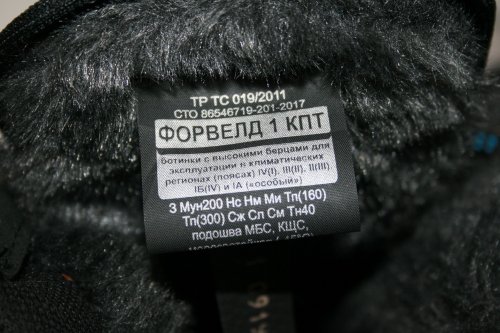 ТР ТС 019/2011
СТО 86546719-201-2017
ФОРВЕЛД 1 КПТ
ботинки с высокими берцами для
эксплуатации в климатических
регионах (поясах) IV(I), III(II), II(III)
IБ(IV) и IА («особый»)
З Мун200 Нс Нм Ми Тп(160)
Тп(300) Сж Сл См Тн40
подошва МБС, КЩС,